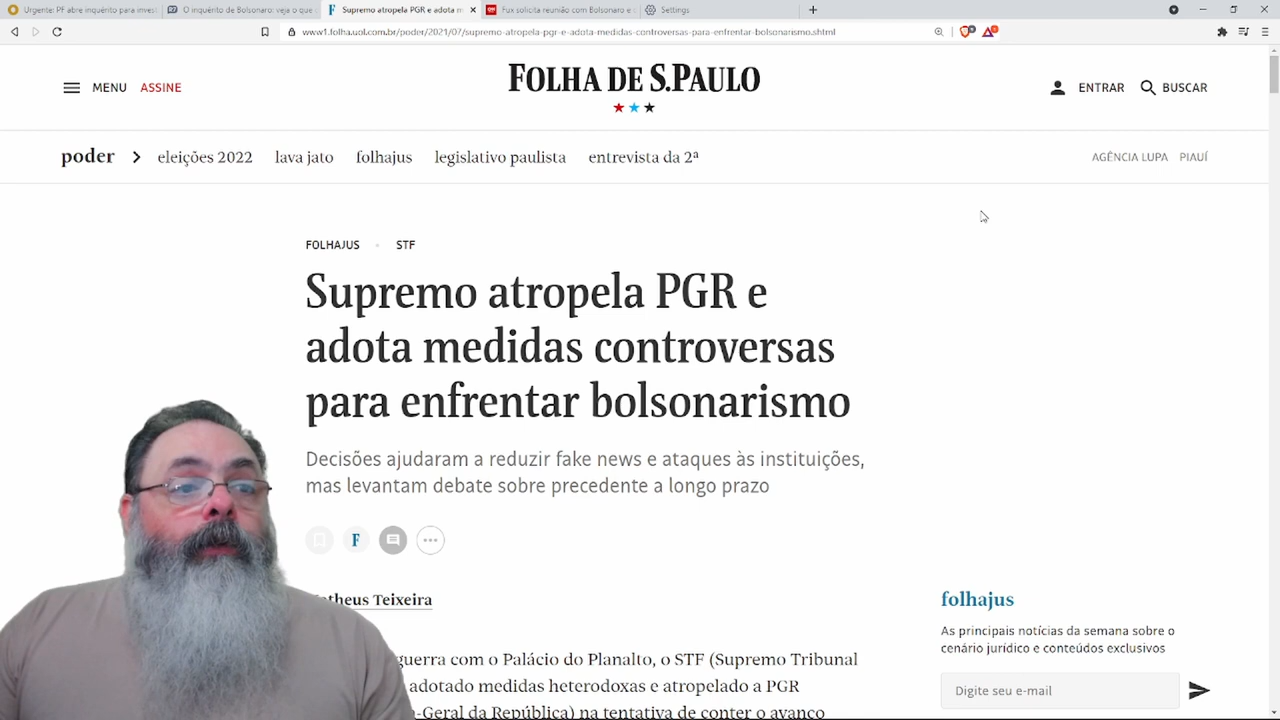 Urgente: PF abre inquérito para inves
O inquérito de Bolsonaro: veja o que
Supremo atropela PGR e adota m
Fux solicita reunião com Bolsonaro e
Settings
www1.folha.uol.com.br/poder/2021/07/supremo-atropela-pgr-e-adota-medidas-controversas-para-enfrentar-bolsonarismo.shtml
MENU ASSINE
FOLHA DE S.PAULO
ENTRAR BUSCAR
poder eleições 2022 lava jato folhajus legislativo paulista entrevista da 2ª
AGÊNCIA LUPA PIAUÍ
FOLHAJUS STF
Supremo atropela PGR e
adota medidas controversas
para enfrentar bolsonarismo
Decisões ajudaram a reduzir fake news e ataques às instituições,
mas levantam debate sobre precedente a longo prazo
F
theus Teixeira
guerra com o Palácio do Planalto, o STF (Supremo Tribunal
adotado medidas heterodoxas e atropelado a PGR
-Geral da República) na tentativa de conter o avanço
folhajus
As principais notícias da semana sobre o
cenário jurídico e conteúdos exclusivos
Digite seu e-mail